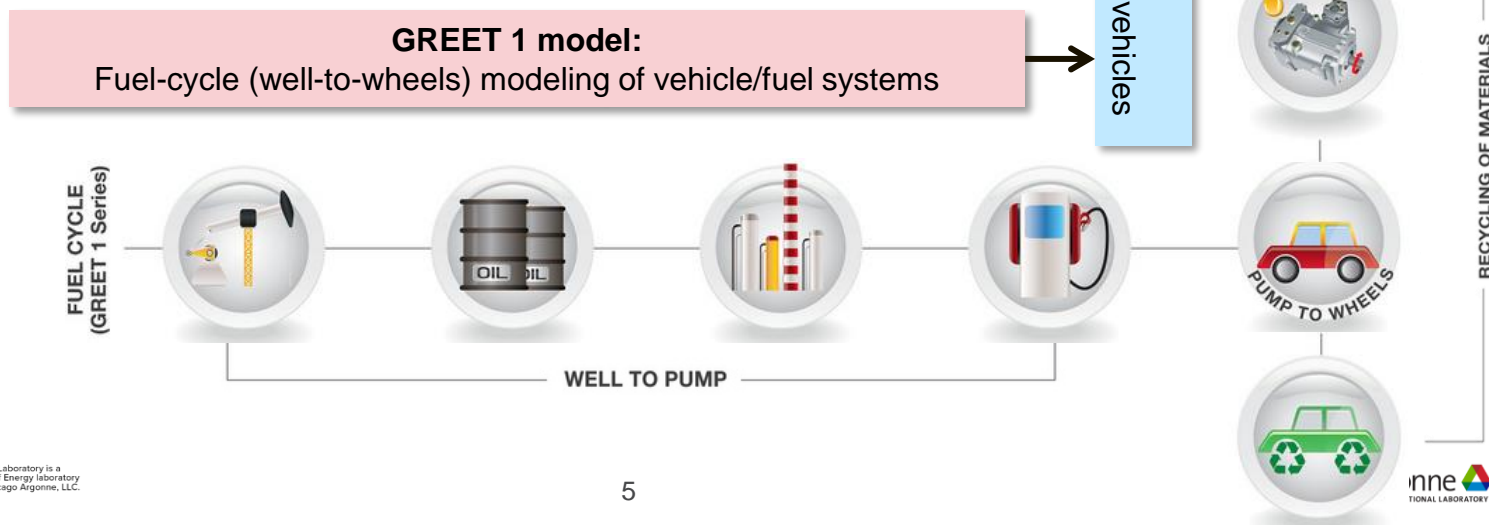 GREET 1 model:
Fuel-cycle (well-to-wheels) modeling of vehicle/fuel systems
vehicles
RECYCLING OF MATERIALS
FUEL CYCLE
(GREET 1 Series)
OIL OIL
PUMP TO WHEELS
WELL TO PUMP
Laboratory is a
Energy laboratory
Argonne, LLC.
5
nne
TIONAL LABORATORY